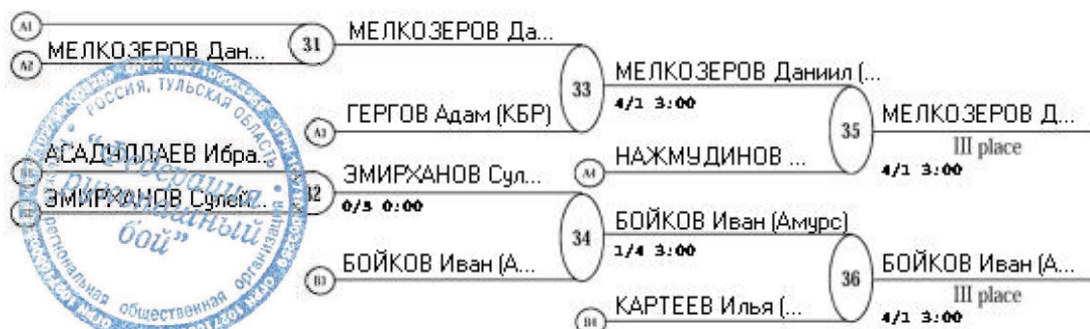 A1
МЕЛКОЗЕРОВ Дан...
A2
31
МЕЛКОЗЕРОВ Да...
ГЕРГОВ Адам (КБР)
A3
33
МЕЛКОЗЕРОВ Даниил (...
4/1 3:00
НАЖМУДИНОВ ...
A4
35
МЕЛКОЗЕРОВ Д...
III place
4/1 3:00
АСАДУЛЛАЕВ Ибра...
ЭМИРХАНОВ Сулей...
32
ЭМИРХАНОВ Сул...
0/5 0:00
БОЙКОВ Иван (А...
B3
34
БОЙКОВ Иван (Амурс)
1/4 3:00
КАРТЕЕВ Илья (...
B4
36
БОЙКОВ Иван (А...
III place
4/1 3:00
РОССИЯ, ТУЛЬСКАЯ ОБЛАСТЬ
"Федерация
рукопашный
бой"
региональная общественная организация